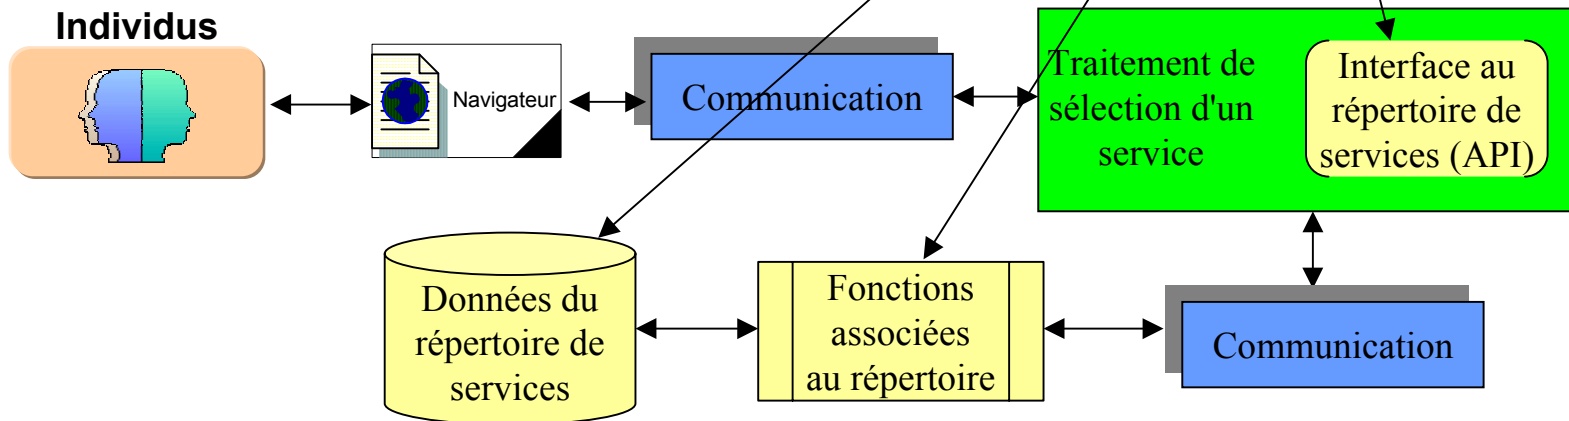 Individus
Navigateur
Communication
Traitement de
sélection d'un
service
Interface au
répertoire de
services (API)
Données du
répertoire de
services
Fonctions
associées
au répertoire
Communication